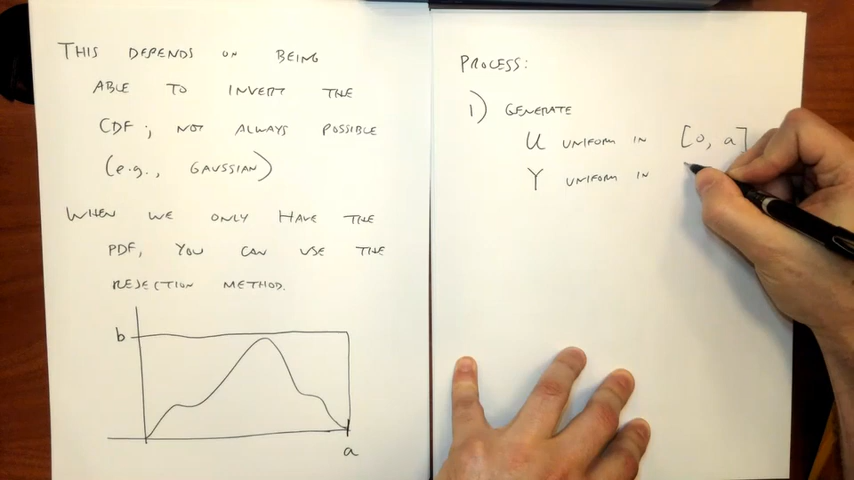 THIS DEPENDS ON BEING
ABLE TO INVERT THE
CDF; NOT ALWAYS POSSIBLE
(e.g., GAUSSIAN)
WHEN WE ONLY HAVE THE
PDF, YOU CAN USE THE
REJECTION METHOD.
b
a
PROCESS:
1) GENERATE
U UNIFORM IN [0, a]
Y UNIFORM IN